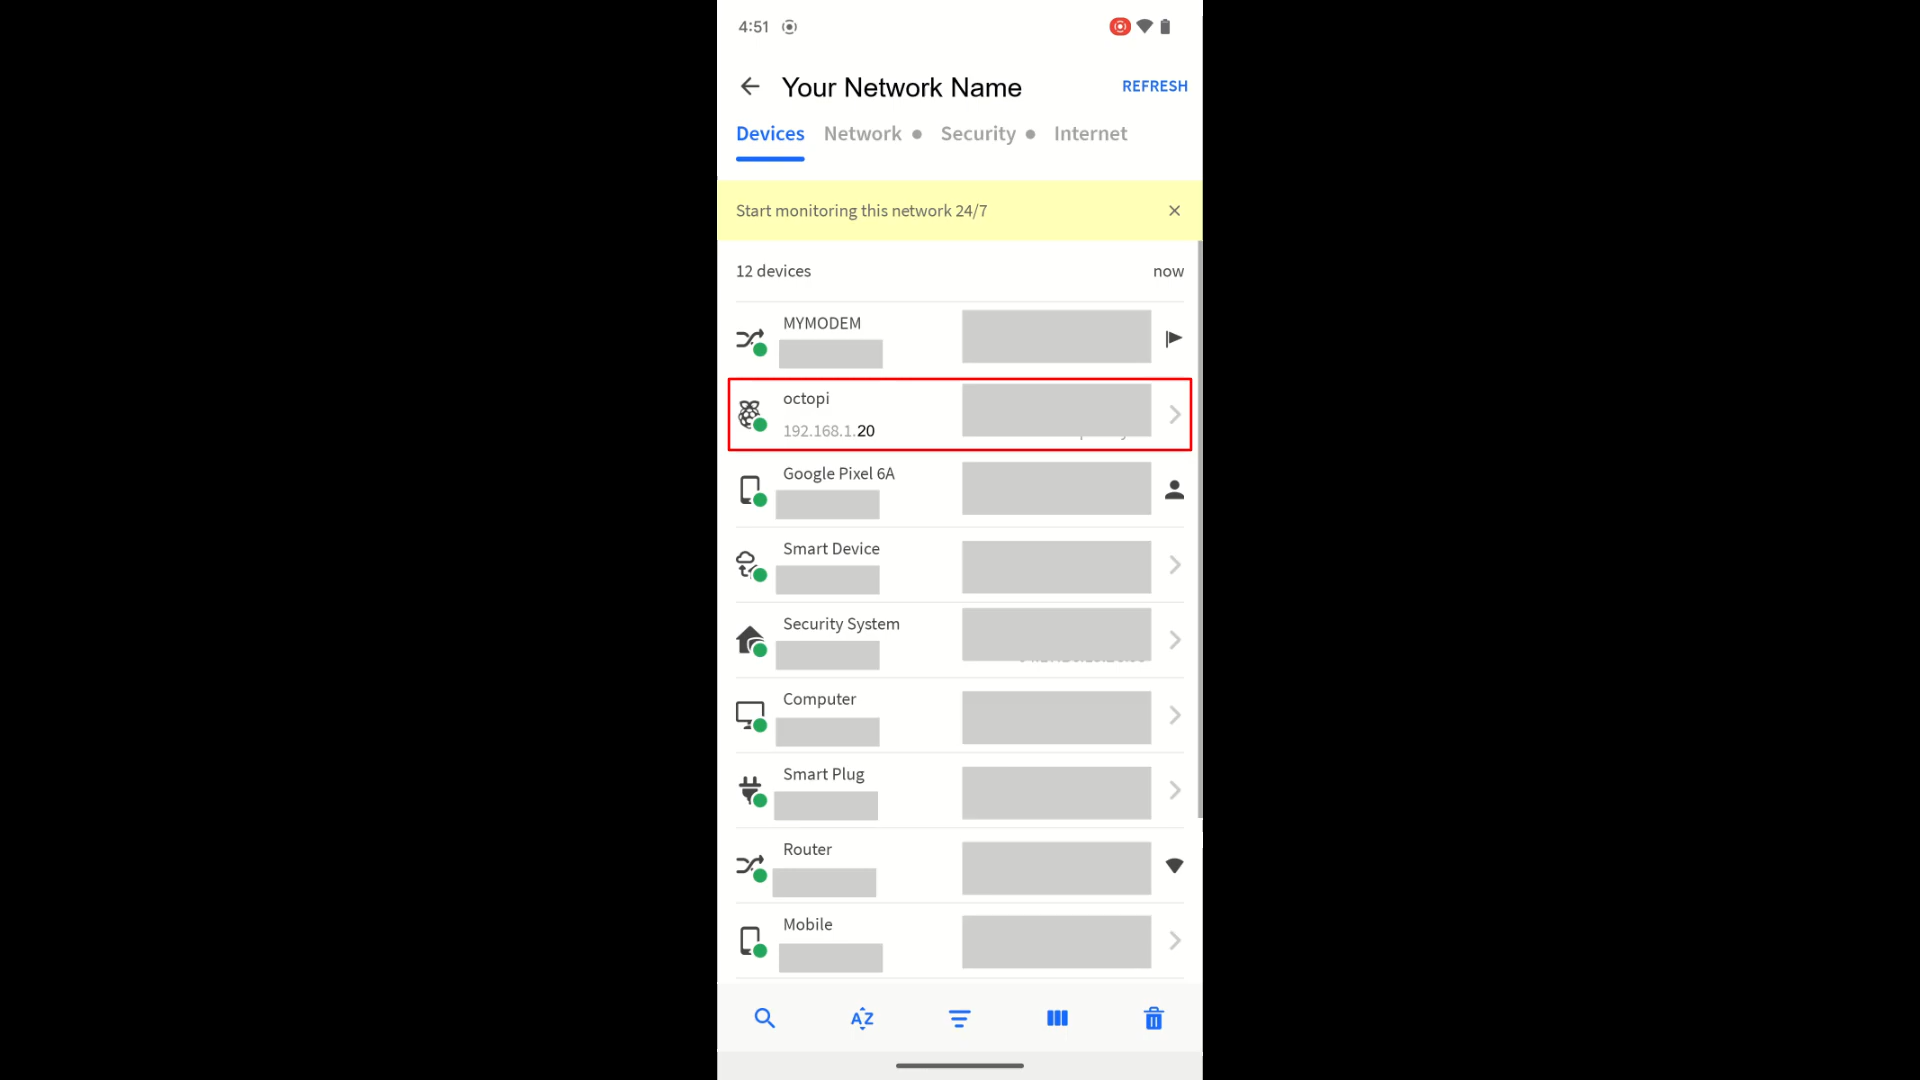 4:51
Your Network Name
REFRESH
Devices Network Security Internet
Start monitoring this network 24/7
12 devices now
MYMODEM
octopi
192.168.1.20
Google Pixel 6A
Smart Device
Security System
Computer
Smart Plug
Router
Mobile
AZ